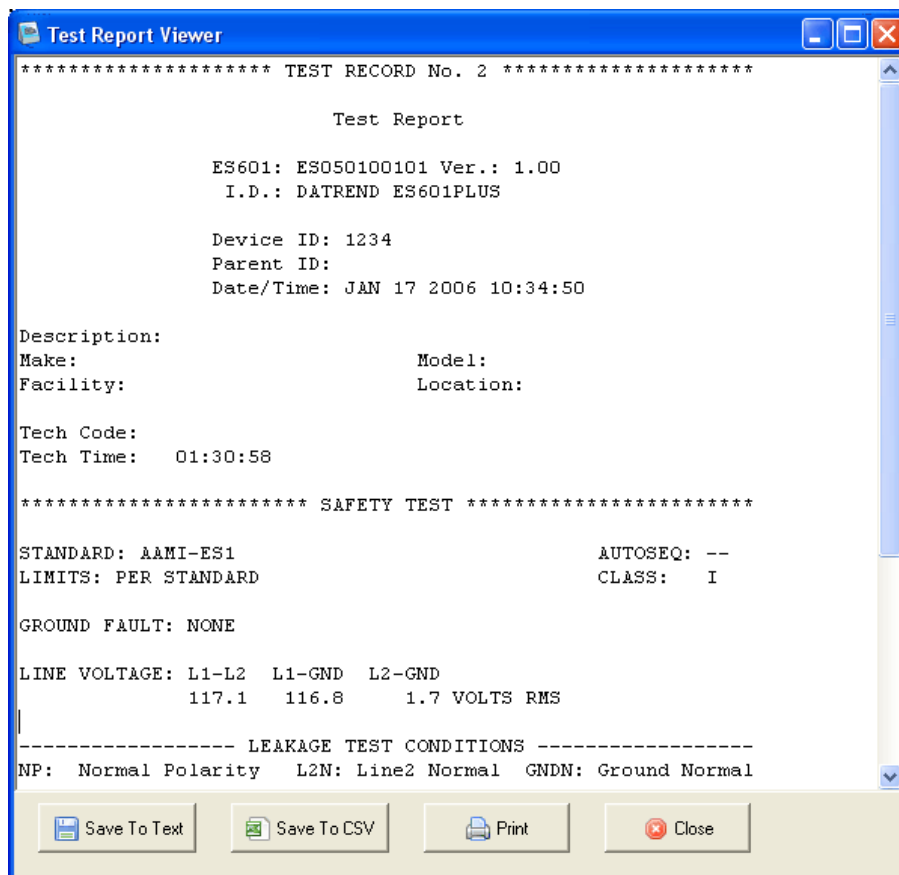 Test Report Viewer
********************* TEST RECORD No. 2 *********************
Test Report
ES601: ES050100101 Ver.: 1.00
I.D.: DATREND ES601PLUS
Device ID: 1234
Parent ID:
Date/Time: JAN 17 2006 10:34:50
Description:
Make: Model:
Facility: Location:
Tech Code:
Tech Time: 01:30:58
************************ SAFETY TEST ************************
STANDARD: AAMI-ES1 AUTOSEQ: --
LIMITS: PER STANDARD CLASS: I
GROUND FAULT: NONE
LINE VOLTAGE: L1-L2 L1-GND L2-GND
117.1 116.8 1.7 VOLTS RMS
------------------ LEAKAGE TEST CONDITIONS ------------------
NP: Normal Polarity L2N: Line2 Normal GNDN: Ground Normal
Save To Text Save To CSV Print Close